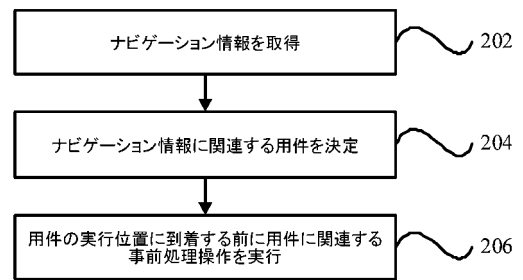 ナビゲーション情報を取得
202
ナビゲーション情報に関連する用件を決定
204
用件の実行位置に到着する前に用件に関連する
事前処理操作を実行
206